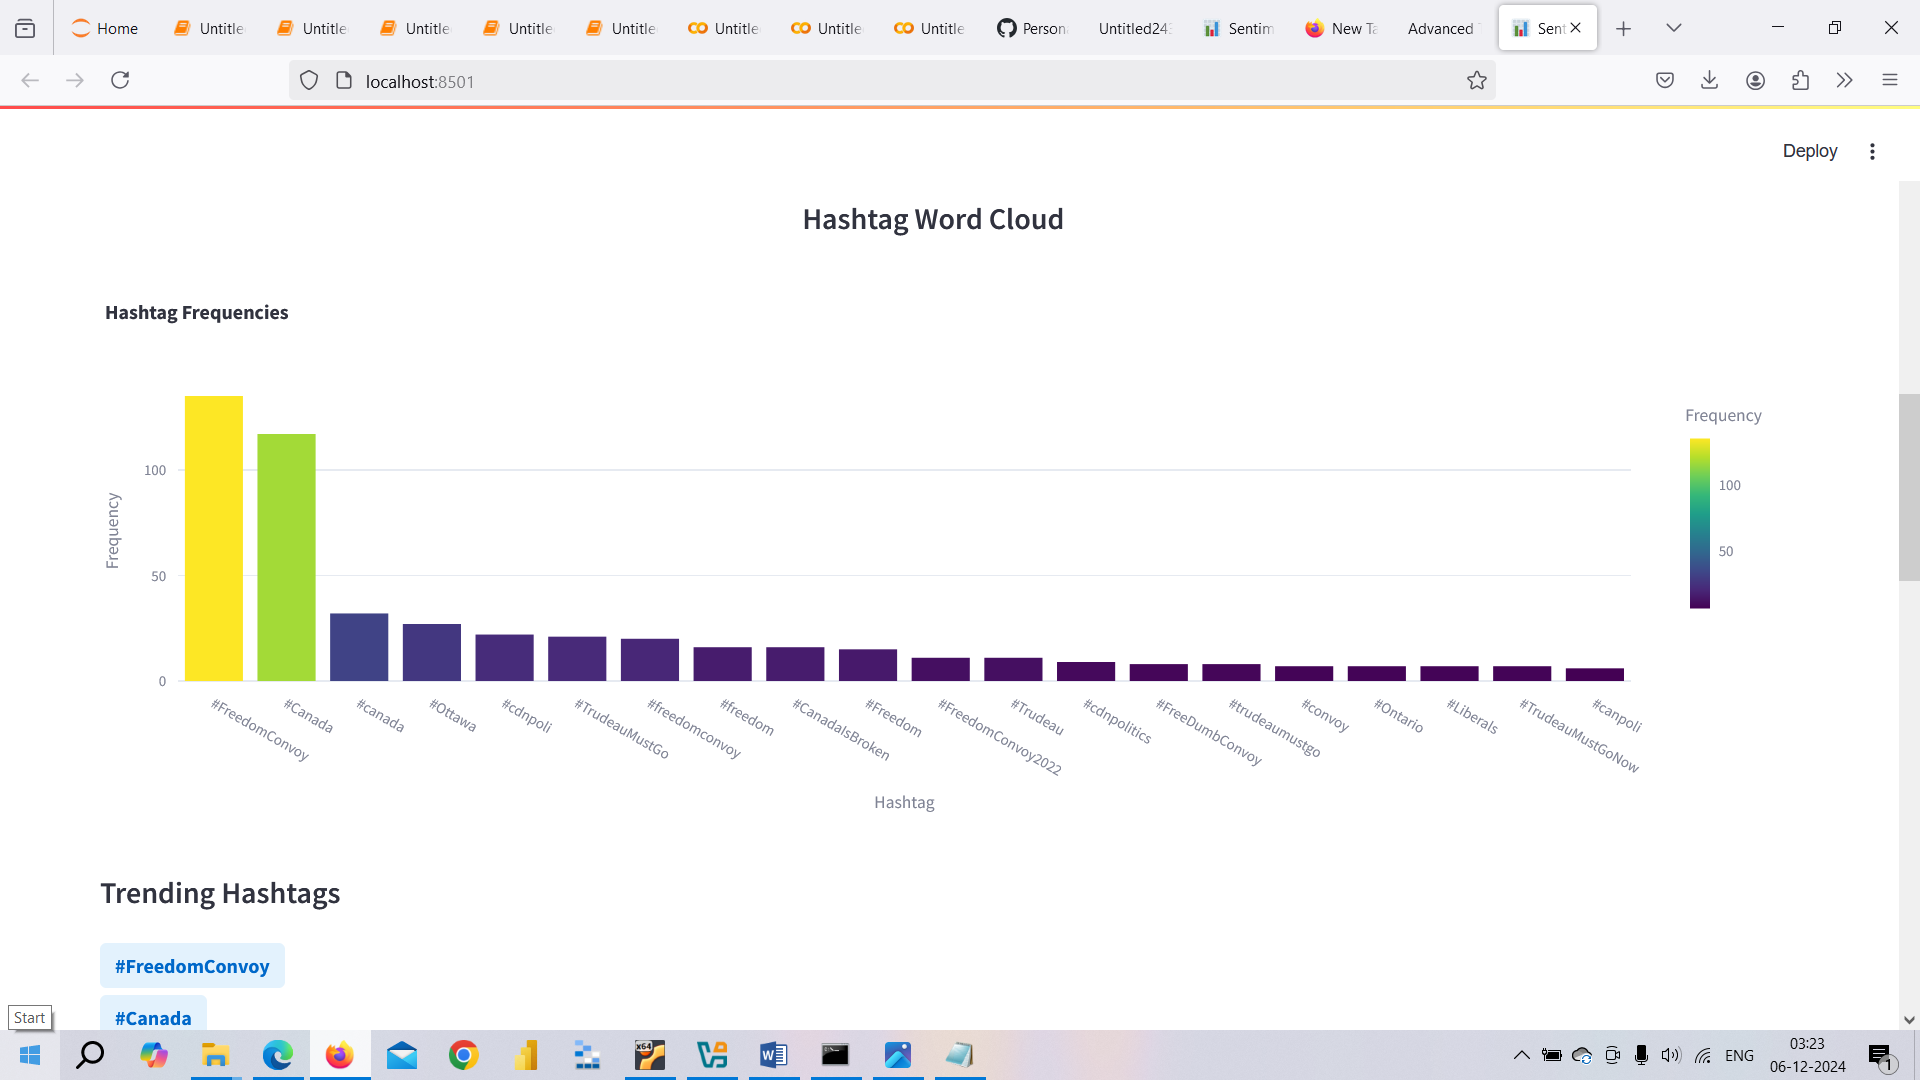 Home
Untitle
Untitle
Untitle
Untitle
Untitle
Untitle
Untitle
Untitle
Person
Untitled24
Sentim
New Ta
Advanced
Sent
localhost:8501
Deploy
Hashtag Word Cloud
Hashtag Frequencies
Frequency
100
50
0
Frequency
100
50
#FreedomConvoy
#Canada
#canada
#Ottawa
#cdnpoli
#TrudeauMustGo
#freedomconvoy
#freedom
#CanadaIsBroken
#Freedom
#FreedomConvoy2022
#Trudeau
#cdnpolitics
#FreeDumbConvoy
#trudeaumustgo
#convoy
#Ontario
#Liberals
#TrudeauMustGoNow
#canpoli
Hashtag
Trending Hashtags
#FreedomConvoy
#Canada
Start
x64
ENG
03:23
06-12-2024
1